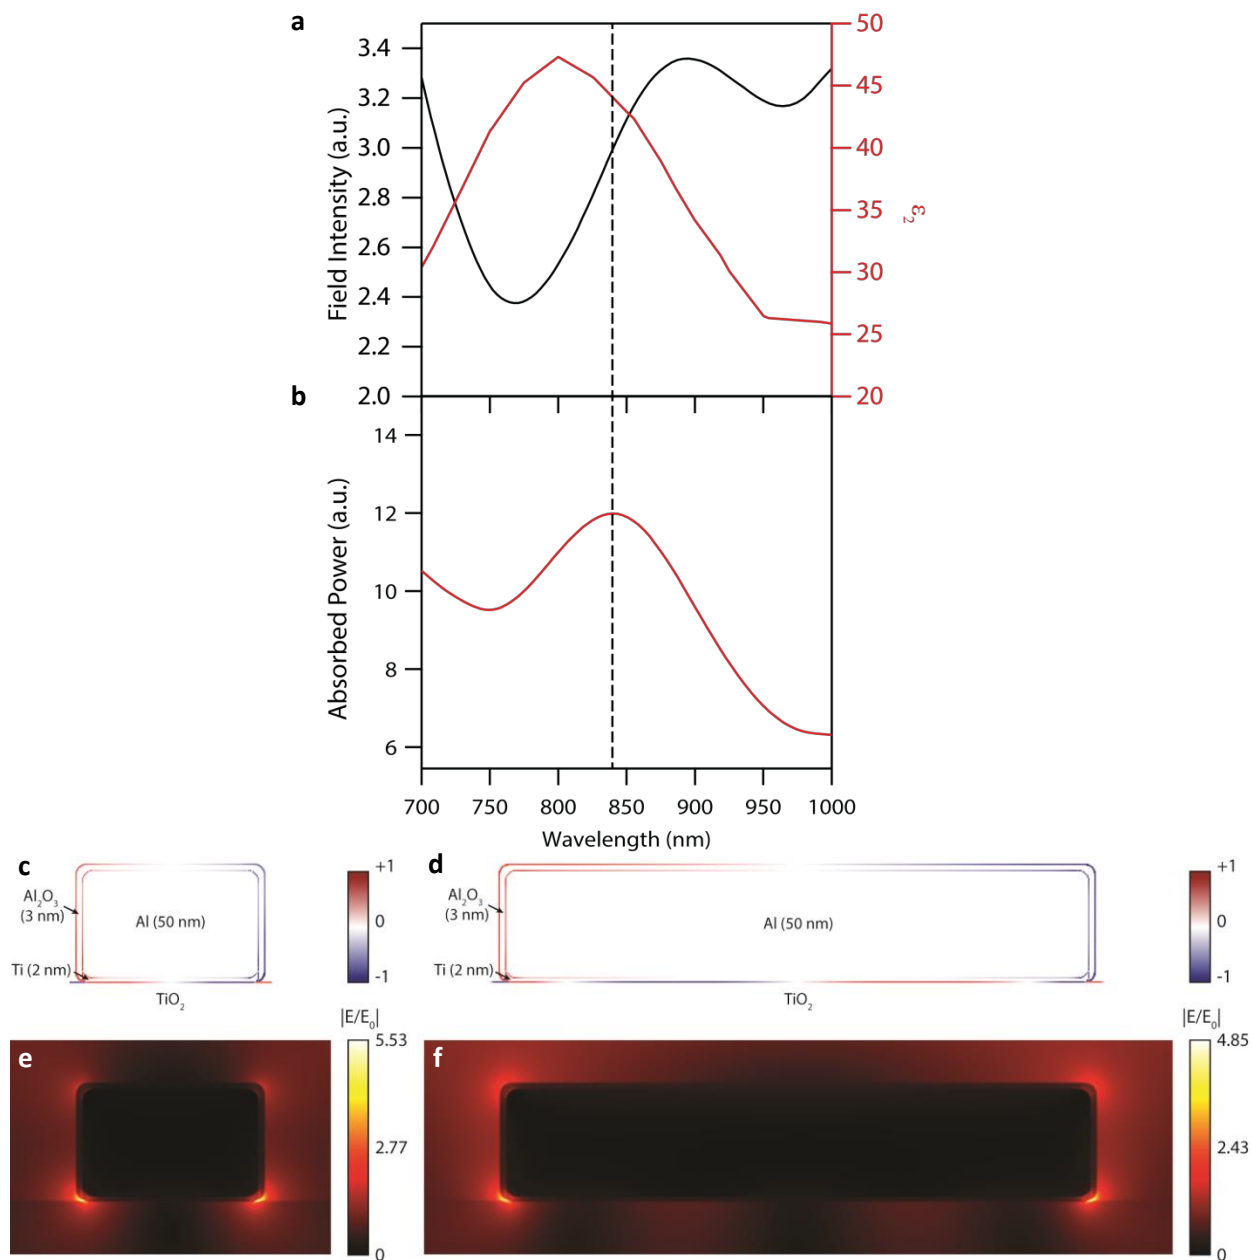 a
3.4
3.2
3.0
2.8
2.6
2.4
2.2
2.0
Field Intensity (a.u.)
50
45
40
35
30
25
20
ε₂
b
14
12
10
8
6
Absorbed Power (a.u.)
700 750 800 850 900 950 1000
Wavelength (nm)
c
Al₂O₃
(3 nm)
Al (50 nm)
Ti (2 nm)
TiO₂
+1
0
-1
d
Al₂O₃
(3 nm)
Al (50 nm)
Ti (2 nm)
TiO₂
+1
0
-1
e
|E/E₀|
5.53
2.77
0
f
|E/E₀|
4.85
2.43
0